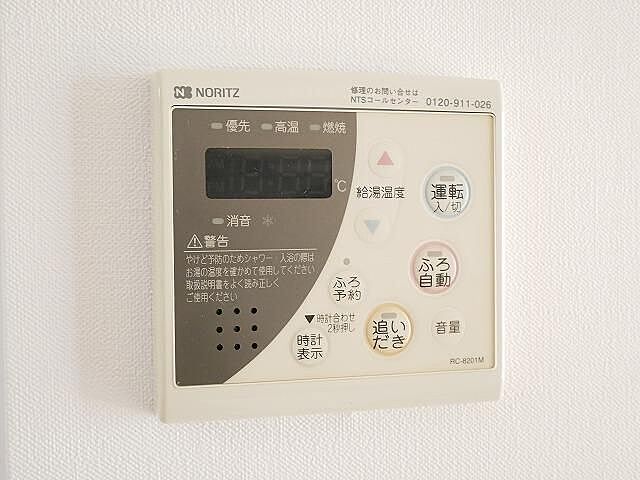 NORITZ
修理のお問い合せは
NTSコールセンター 0120-911-026
優先 高温 燃焼
℃
給湯温度
運転
入/切
消音
警告
やけど予防のためシャワー・入浴の際は
お湯の温度を確かめて使用してください
取扱説明書をよく読み正しく
ご使用ください
ふろ
自動
ふろ
予約
▼時計合わせ
2秒押し
時計
表示
追い
だき
音量
RC-8201M